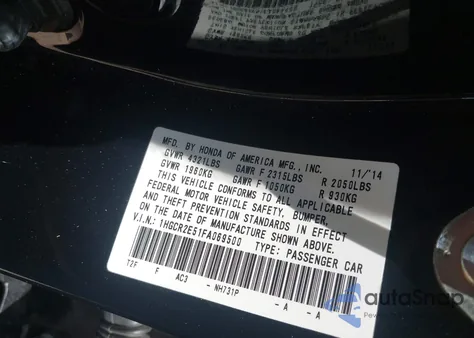 MFD. BY HONDA OF AMERICA MFG., INC. 11/'14
GVWR 4321LBS GAWR F 2315LBS R 2050LBS
GVWR 1960KG GAWR F 1050KG R 930KG
THIS VEHICLE CONFORMS TO ALL APPLICABLE
FEDERAL MOTOR VEHICLE SAFETY, BUMPER,
AND THEFT PREVENTION STANDARDS IN EFFECT
ON THE DATE OF MANUFACTURE SHOWN ABOVE.
V.I.N.: 1HGCR2E51FA069500 TYPE: PASSENGER CAR
T2F F AC3 - NH731P - A - A
autoSnap